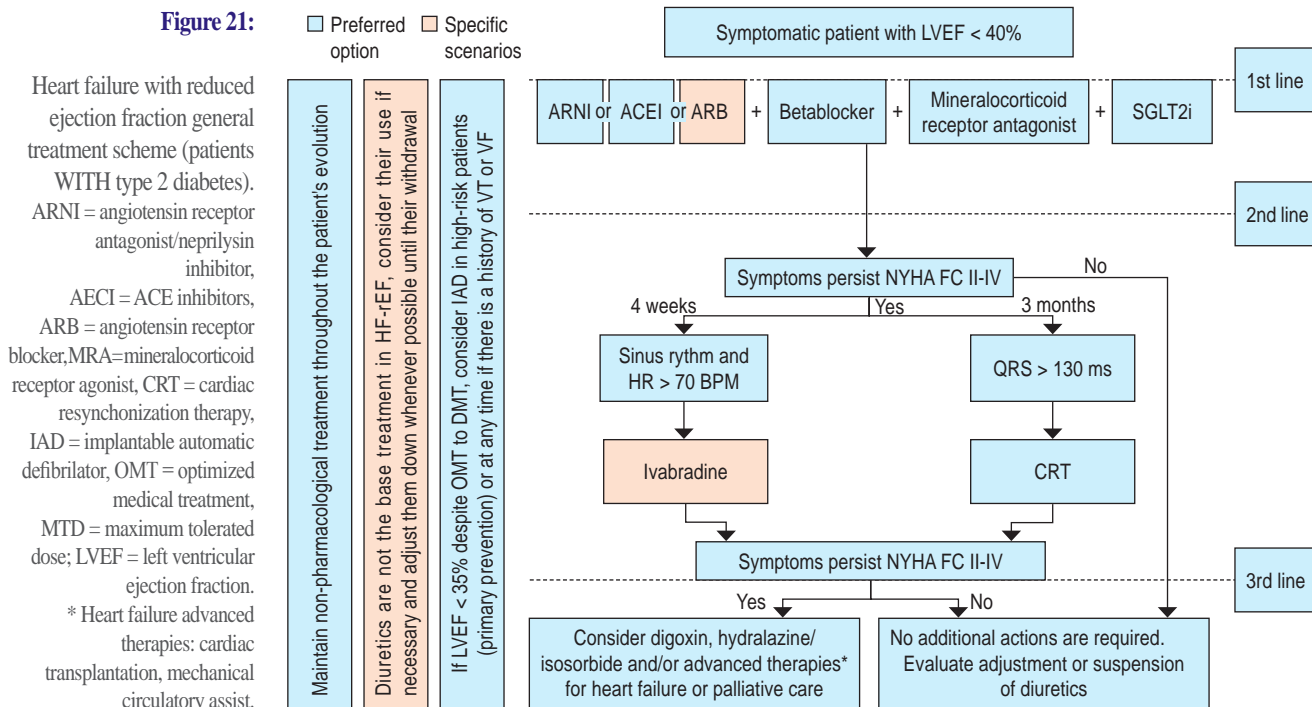 Figure 21:
Heart failure with reduced
ejection fraction general
treatment scheme (patients
WITH type 2 diabetes).
ARNI = angiotensin receptor
antagonist/neprilysin
inhibitor,
AECI = ACE inhibitors,
ARB = angiotensin receptor
blocker,MRA=mineralocorticoid
receptor agonist, CRT = cardiac
resynchonization therapy,
IAD = implantable automatic
defibrilator, OMT = optimized
medical treatment,
MTD = maximum tolerated
dose; LVEF = left ventricular
ejection fraction.
* Heart failure advanced
therapies: cardiac
transplantation, mechanical
circulatory assist.
Preferred
option
Specific
scenarios
Maintain non-pharmacological treatment throughout the patient's evolution
Diuretics are not the base treatment in HF-rEF, consider their use if
necessary and adjust them down whenever possible until their withdrawal
If LVEF < 35% despite OMT to DMT, consider IAD in high-risk patients
(primary prevention) or at any time if there is a history of VT or VF
Symptomatic patient with LVEF < 40%
1st line
ARNI or ACEI or ARB + Betablocker + Mineralocorticoid
receptor antagonist + SGLT2i
2nd line
Symptoms persist NYHA FC II-IV
No
4 weeks Yes 3 months
Sinus rythm and
HR > 70 BPM
QRS > 130 ms
Ivabradine
CRT
Symptoms persist NYHA FC II-IV
3rd line
Yes No
Consider digoxin, hydralazine/
isosorbide and/or advanced therapies*
for heart failure or palliative care
No additional actions are required.
Evaluate adjustment or suspension
of diuretics